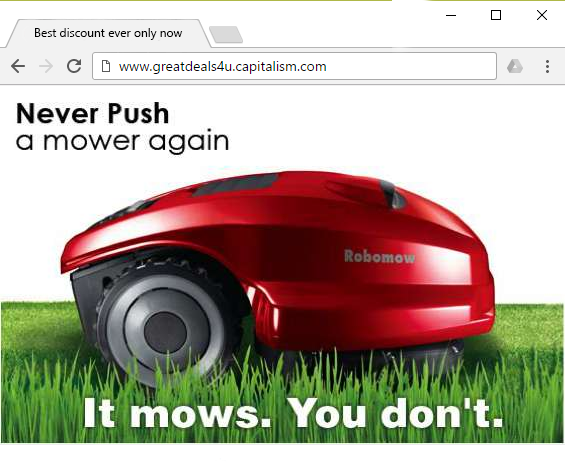 Best discount ever only now
www.greatdeals4u.capitalism.com
Never Push
a mower again
Robomow
It mows. You don't.